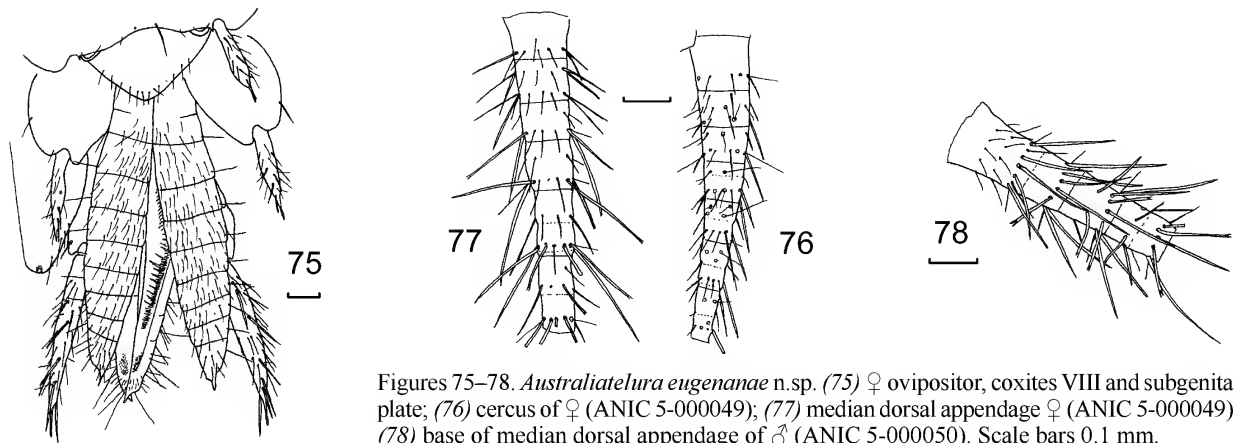 75
77
76
78
Figures 75–78. Australiatelura eugenanae n.sp. (75) ♀ ovipositor, coxites VIII and subgenita
plate; (76) cercus of ♀ (ANIC 5-000049); (77) median dorsal appendage ♀ (ANIC 5-000049)
(78) base of median dorsal appendage of ♂ (ANIC 5-000050). Scale bars 0.1 mm.